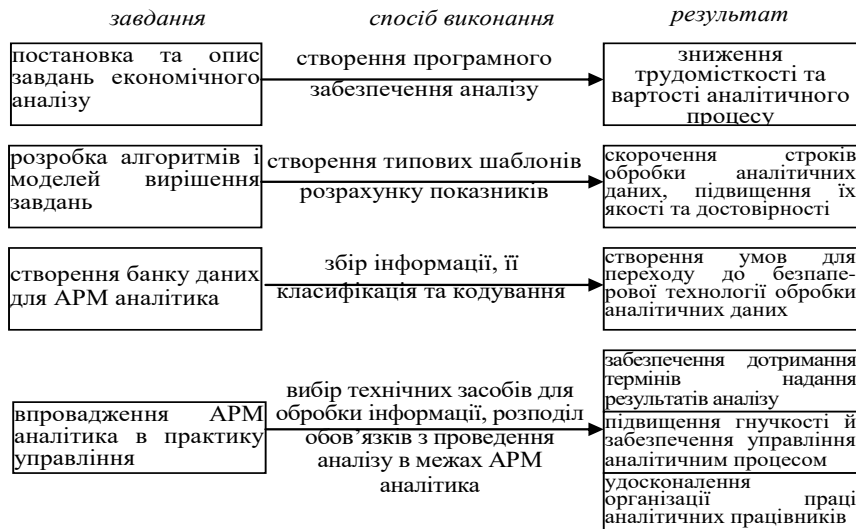 завдання
спосіб виконання
результат
постановка та опис
завдань економічного
аналізу
створення програмного
забезпечення аналізу
зниження
трудомісткості та
вартості аналітичного
процесу
розробка алгоритмів і
моделей вирішення
завдань
створення типових шаблонів
розрахунку показників
скорочення строків
обробки аналітичних
даних, підвищення їх
якості та достовірності
створення банку даних
для АРМ аналітика
збір інформації, її
класифікація та кодування
створення умов для
переходу до безпапе-
рової технології обробки
аналітичних даних
впровадження АРМ
аналітика в практику
управління
вибір технічних засобів для
обробки інформації, розподіл
обов’язків з проведення
аналізу в межах АРМ
аналітика
забезпечення дотримання
термінів надання
результатів аналізу
підвищення гнучкості й
забезпечення управління
аналітичним процесом
удосконалення
організації праці
аналітичних працівників